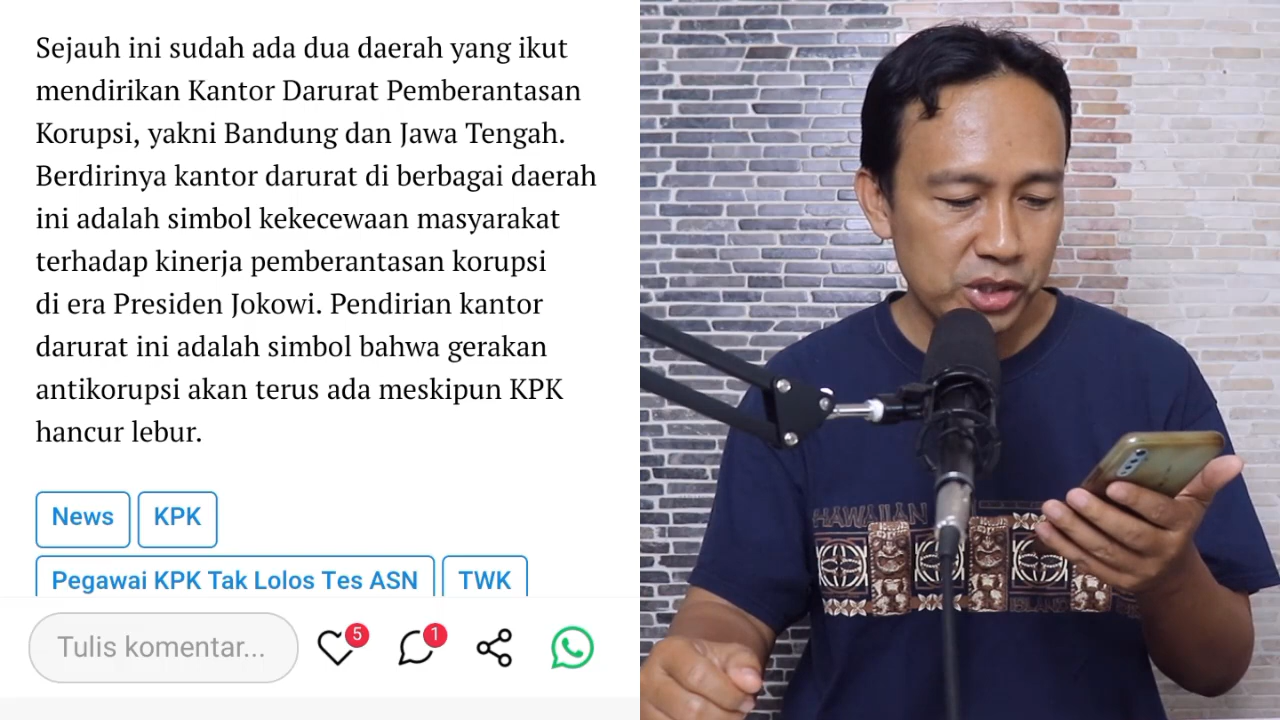 Sejauh ini sudah ada dua daerah yang ikut
mendirikan Kantor Darurat Pemberantasan
Korupsi, yakni Bandung dan Jawa Tengah.
Berdirinya kantor darurat di berbagai daerah
ini adalah simbol kekecewaan masyarakat
terhadap kinerja pemberantasan korupsi
di era Presiden Jokowi. Pendirian kantor
darurat ini adalah simbol bahwa gerakan
antikorupsi akan terus ada meskipun KPK
hancur lebur.
News KPK
Pegawai KPK Tak Lolos Tes ASN TWK
Tulis komentar... 5 1
HAWAIIAN
ISLAND